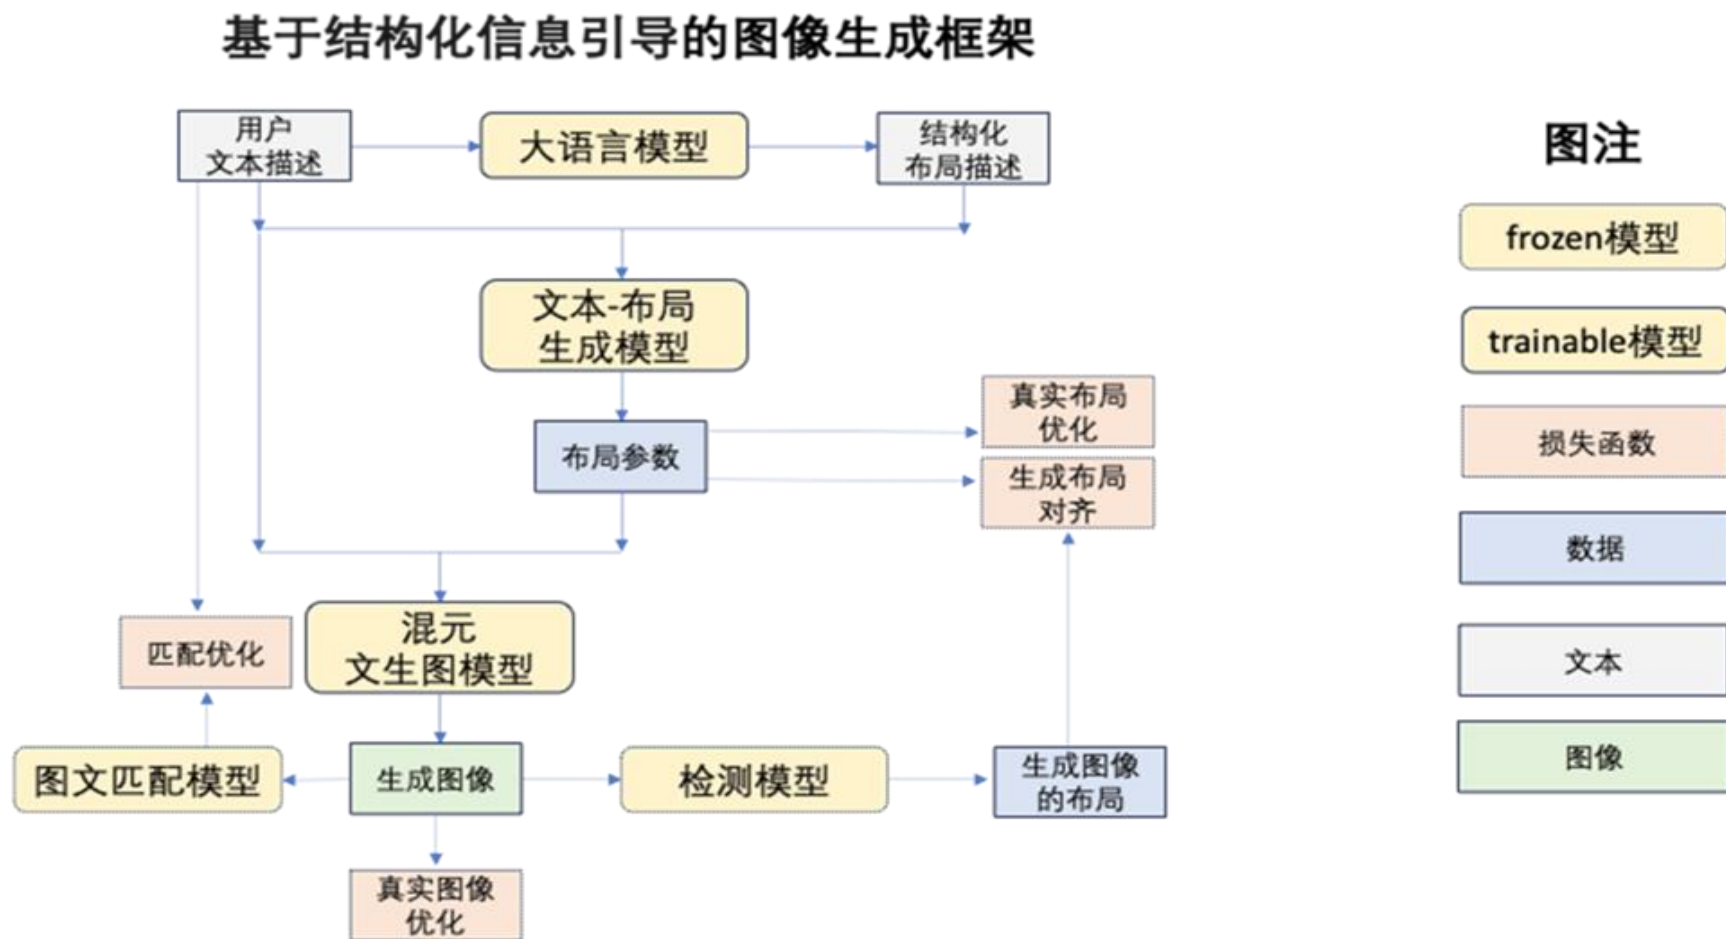 基于结构化信息引导的图像生成框架
用户
文本描述
大语言模型
结构化
布局描述
文本-布局
生成模型
布局参数
真实布局
优化
生成布局
对齐
匹配优化
混元
文生图模型
图文匹配模型
生成图像
检测模型
生成图像
的布局
真实图像
优化
图注
frozen模型
trainable模型
损失函数
数据
文本
图像